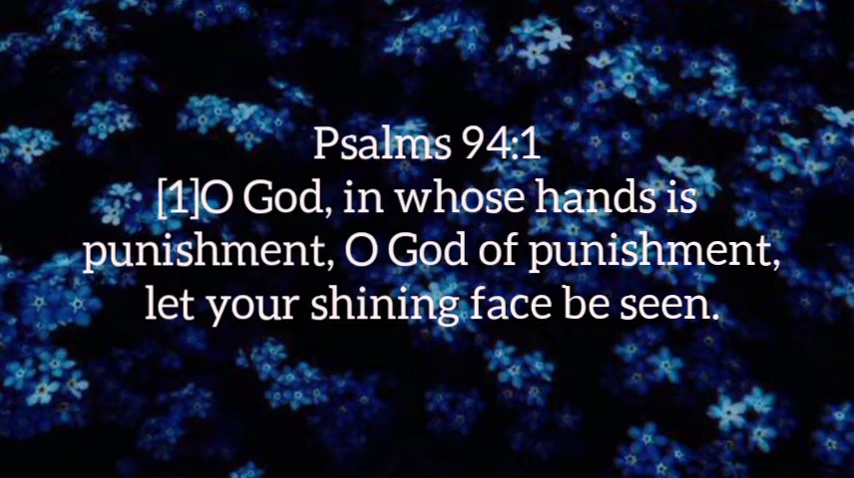 Psalms 94:1
[1]O God, in whose hands is
punishment, O God of punishment,
let your shining face be seen.